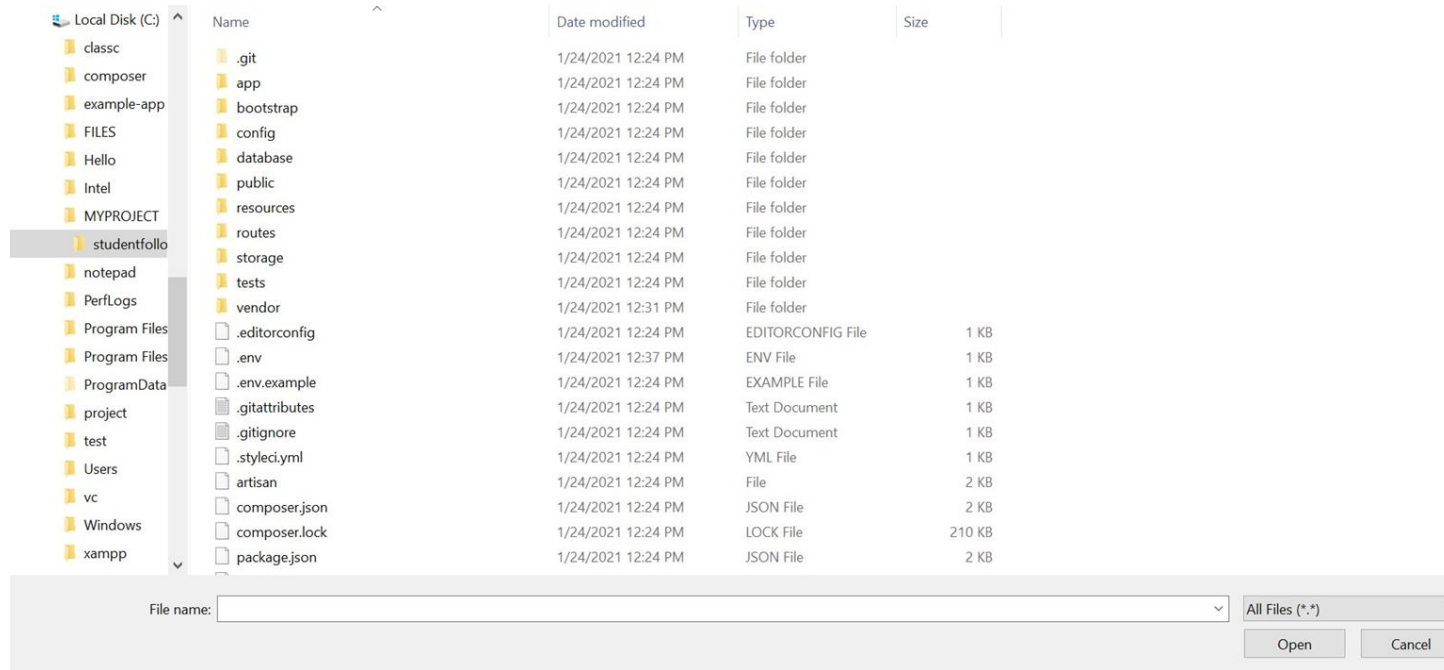 Local Disk (C:)
classc
composer
example-app
FILES
Hello
Intel
MYPROJECT
studentfollo
notepad
PerfLogs
Program Files
Program Files
ProgramData
project
test
Users
vc
Windows
xampp
Name Date modified Type Size
.git 1/24/2021 12:24 PM File folder
app 1/24/2021 12:24 PM File folder
bootstrap 1/24/2021 12:24 PM File folder
config 1/24/2021 12:24 PM File folder
database 1/24/2021 12:24 PM File folder
public 1/24/2021 12:24 PM File folder
resources 1/24/2021 12:24 PM File folder
routes 1/24/2021 12:24 PM File folder
storage 1/24/2021 12:24 PM File folder
tests 1/24/2021 12:24 PM File folder
vendor 1/24/2021 12:31 PM File folder
.editorconfig 1/24/2021 12:24 PM EDITORCONFIG File 1 KB
.env 1/24/2021 12:37 PM ENV File 1 KB
.env.example 1/24/2021 12:24 PM EXAMPLE File 1 KB
.gitattributes 1/24/2021 12:24 PM Text Document 1 KB
.gitignore 1/24/2021 12:24 PM Text Document 1 KB
.styleci.yml 1/24/2021 12:24 PM YML File 1 KB
artisan 1/24/2021 12:24 PM File 2 KB
composer.json 1/24/2021 12:24 PM JSON File 2 KB
composer.lock 1/24/2021 12:24 PM LOCK File 210 KB
package.json 1/24/2021 12:24 PM JSON File 2 KB
File name: All Files (*.*)
Open Cancel